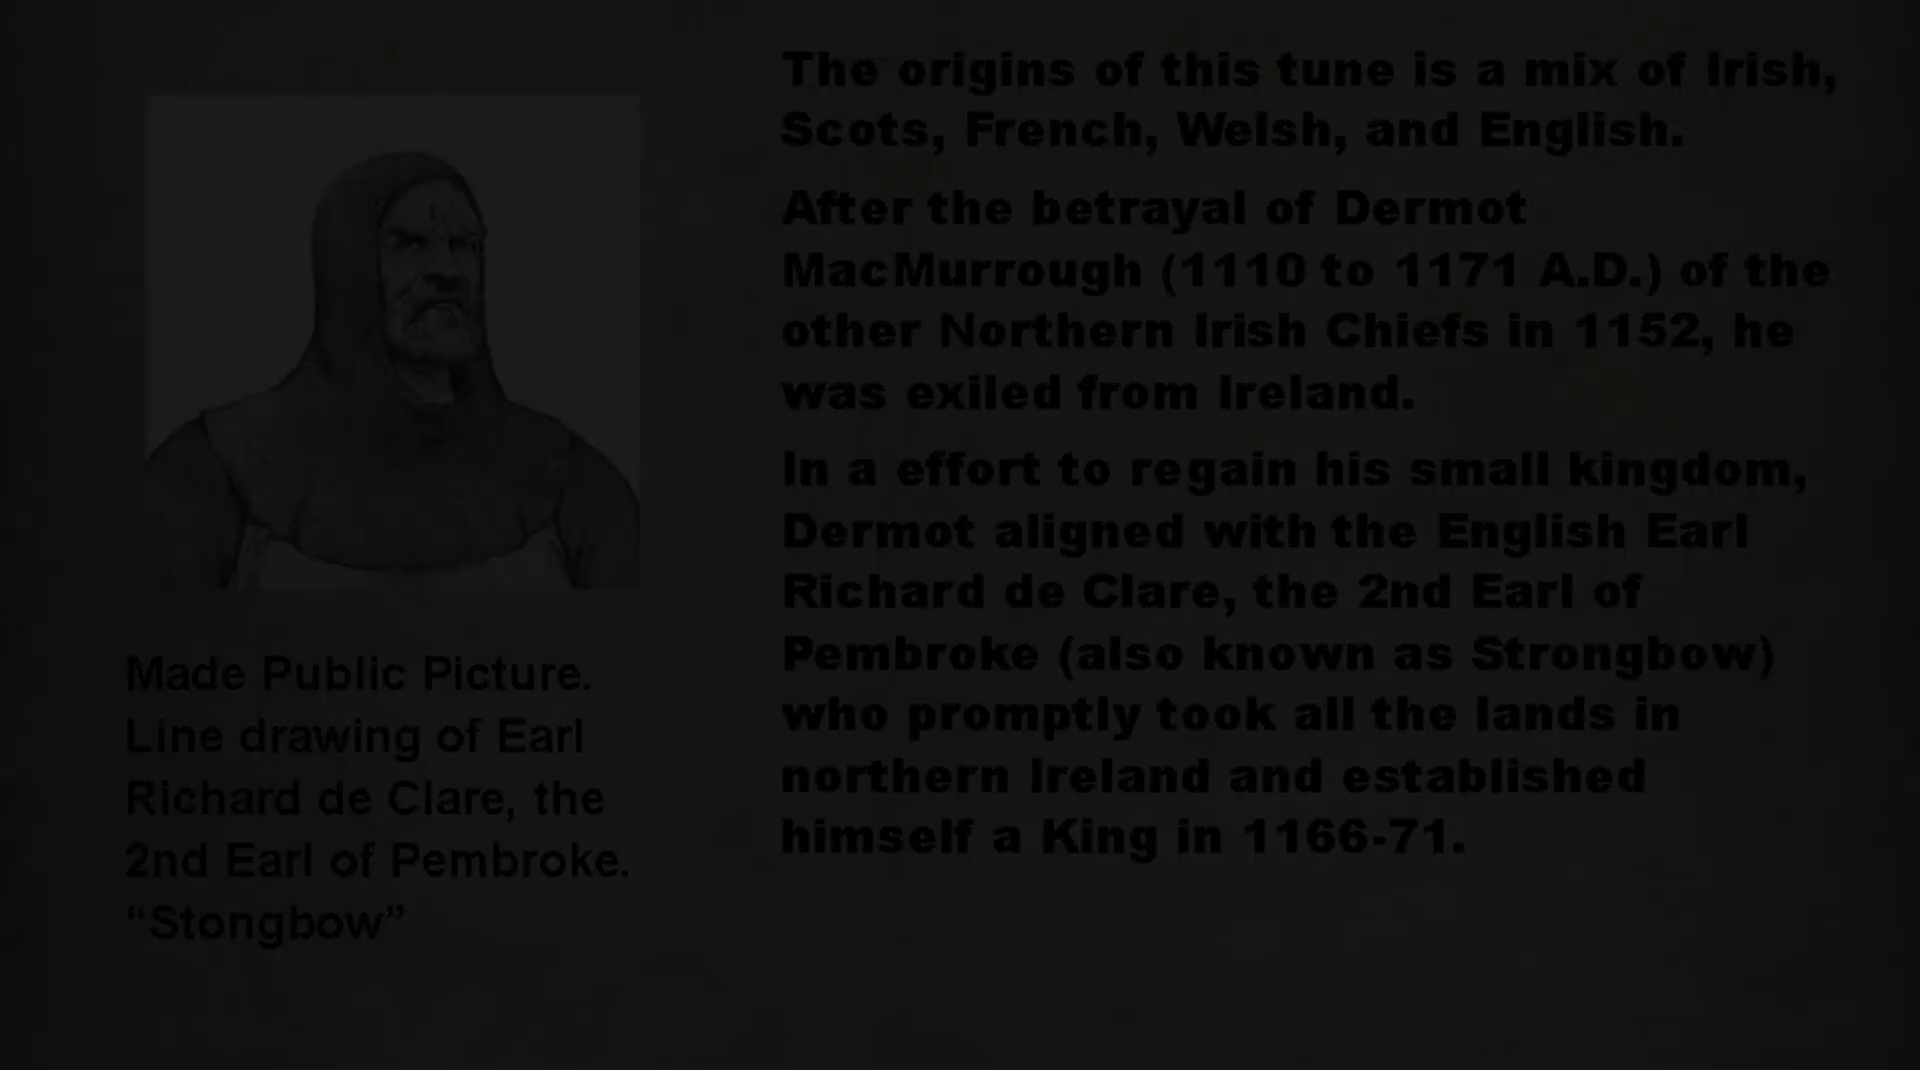 The origins of this tune is a mix of Irish,
Scots, French, Welsh, and English.
After the betrayal of Dermot
MacMurrough (1110 to 1171 A.D.) of the
other Northern Irish Chiefs in 1152, he
was exiled from Ireland.
In a effort to regain his small kingdom,
Dermot aligned with the English Earl
Richard de Clare, the 2nd Earl of
Pembroke (also known as Strongbow)
who promptly took all the lands in
northern Ireland and established
himself a King in 1166-71.
Made Public Picture.
Line drawing of Earl
Richard de Clare, the
2nd Earl of Pembroke.
“Stongbow”